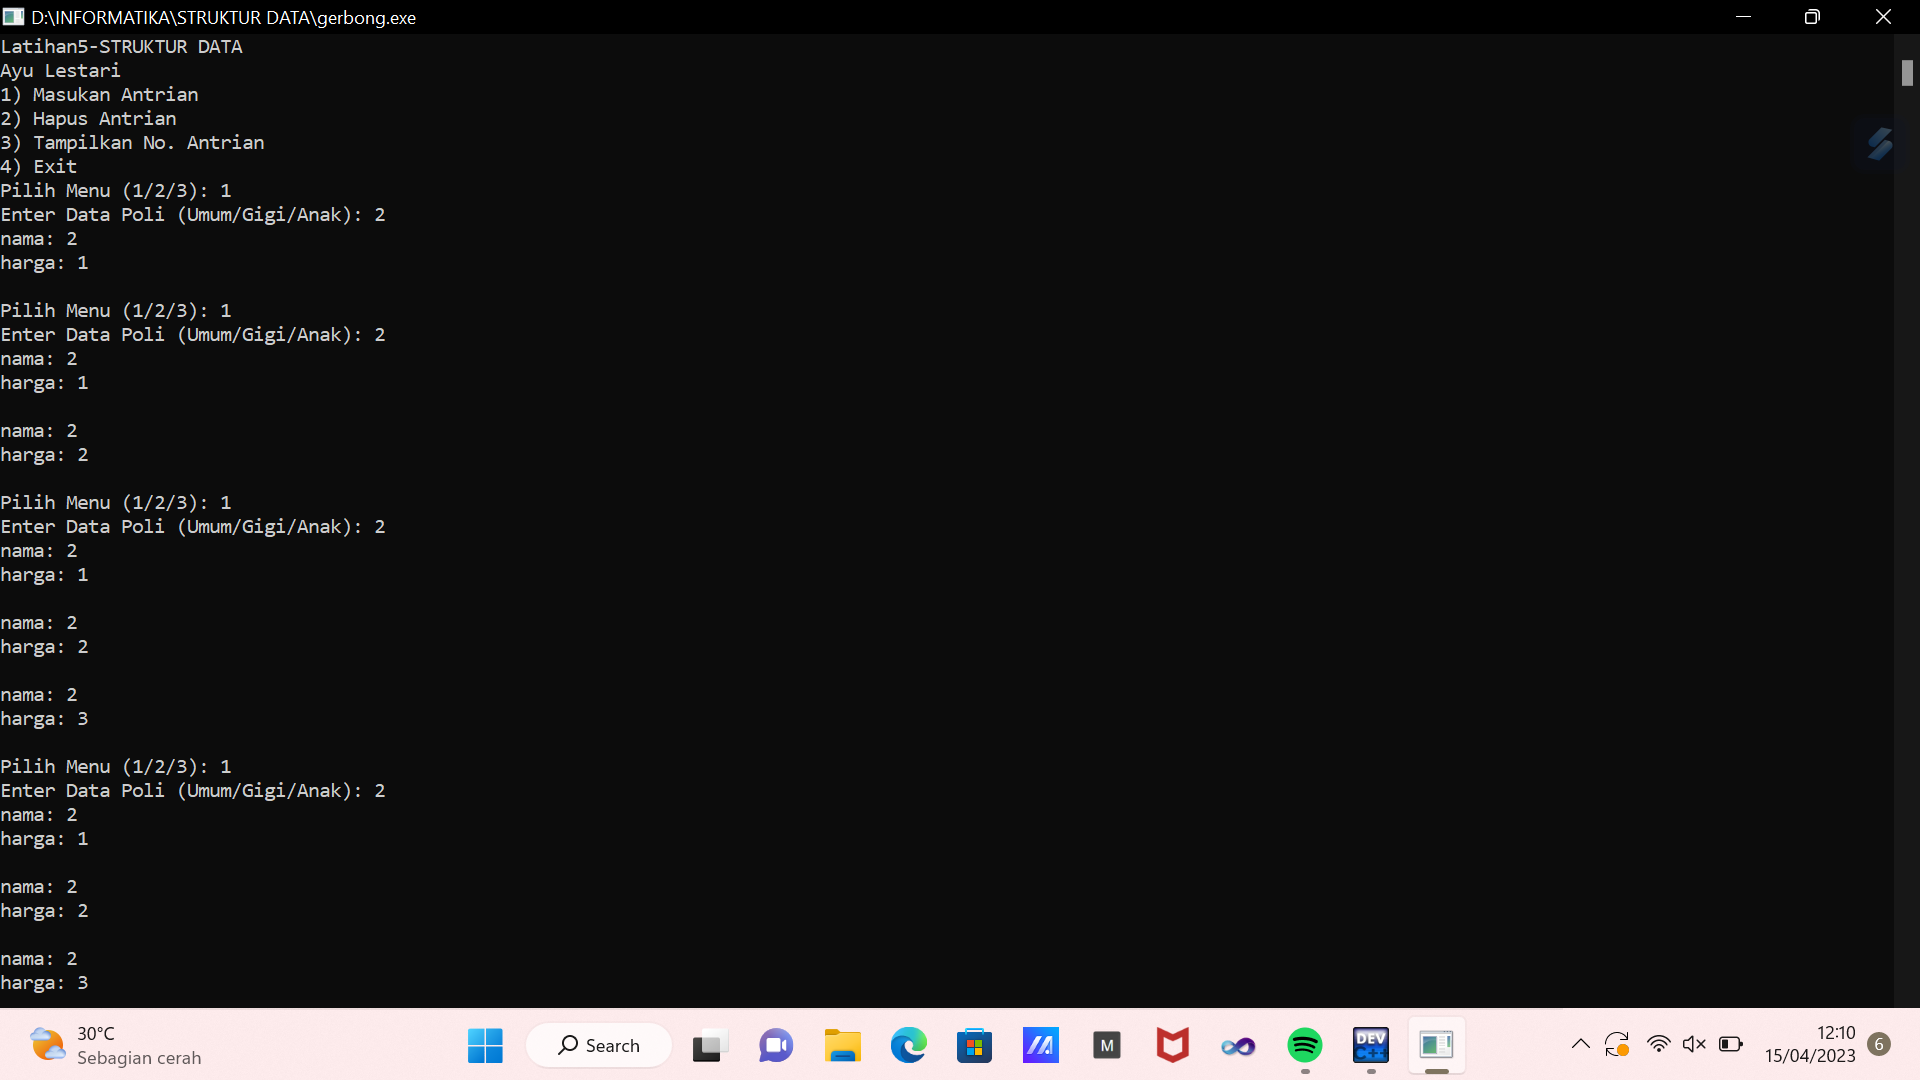 D:\INFORMATIKA\STRUKTUR DATA\gerbong.exe
Latihan5-STRUKTUR DATA
Ayu Lestari
1) Masukan Antrian
2) Hapus Antrian
3) Tampilkan No. Antrian
4) Exit
Pilih Menu (1/2/3): 1
Enter Data Poli (Umum/Gigi/Anak): 2
nama: 2
harga: 1
Pilih Menu (1/2/3): 1
Enter Data Poli (Umum/Gigi/Anak): 2
nama: 2
harga: 1
nama: 2
harga: 2
Pilih Menu (1/2/3): 1
Enter Data Poli (Umum/Gigi/Anak): 2
nama: 2
harga: 1
nama: 2
harga: 2
nama: 2
harga: 3
Pilih Menu (1/2/3): 1
Enter Data Poli (Umum/Gigi/Anak): 2
nama: 2
harga: 1
nama: 2
harga: 2
nama: 2
harga: 3
30°C
Sebagian cerah
Search
M
DEV
C++
12:10
15/04/2023
6